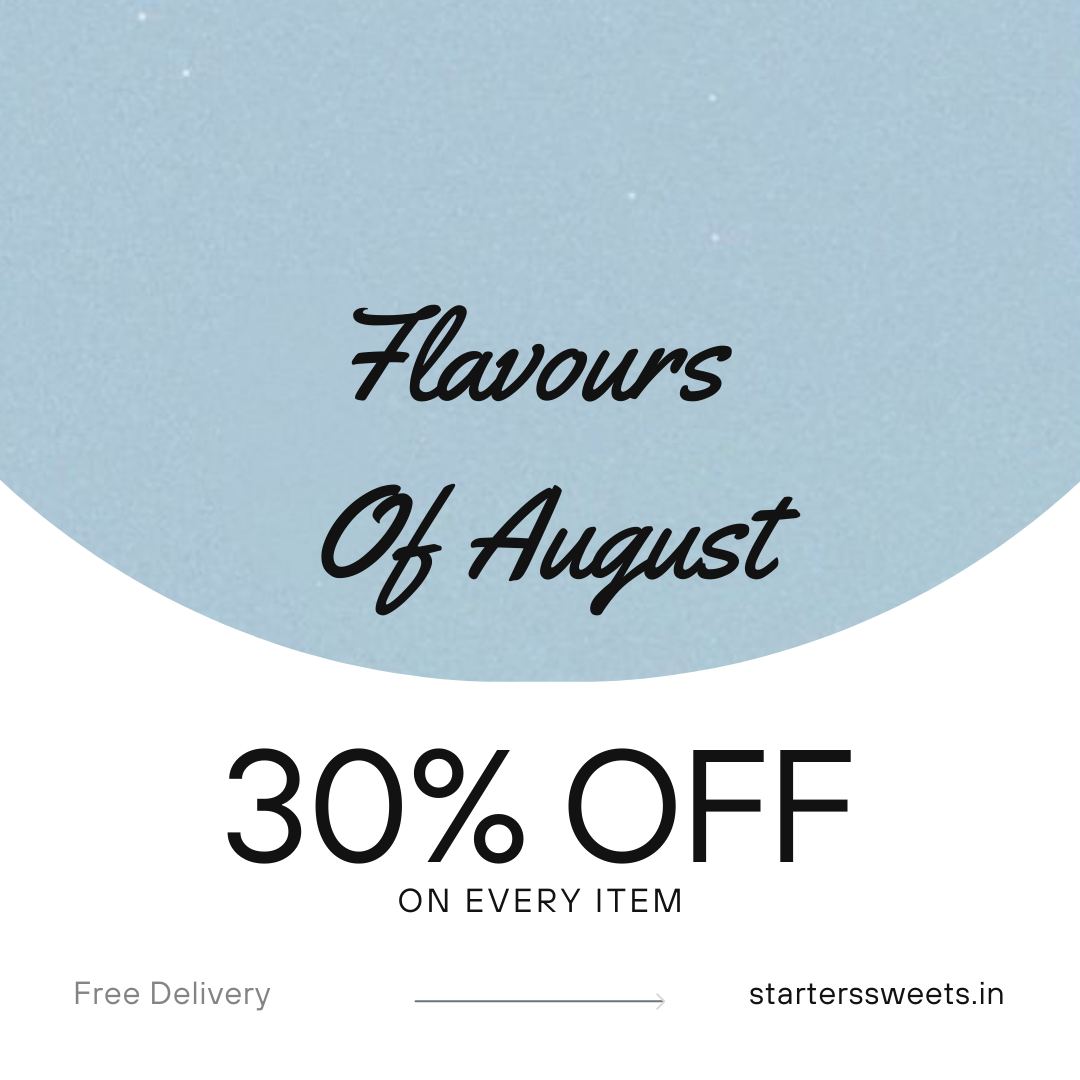 Flavours
Of August
30% OFF
ON EVERY ITEM
Free Delivery
starterssweets.in